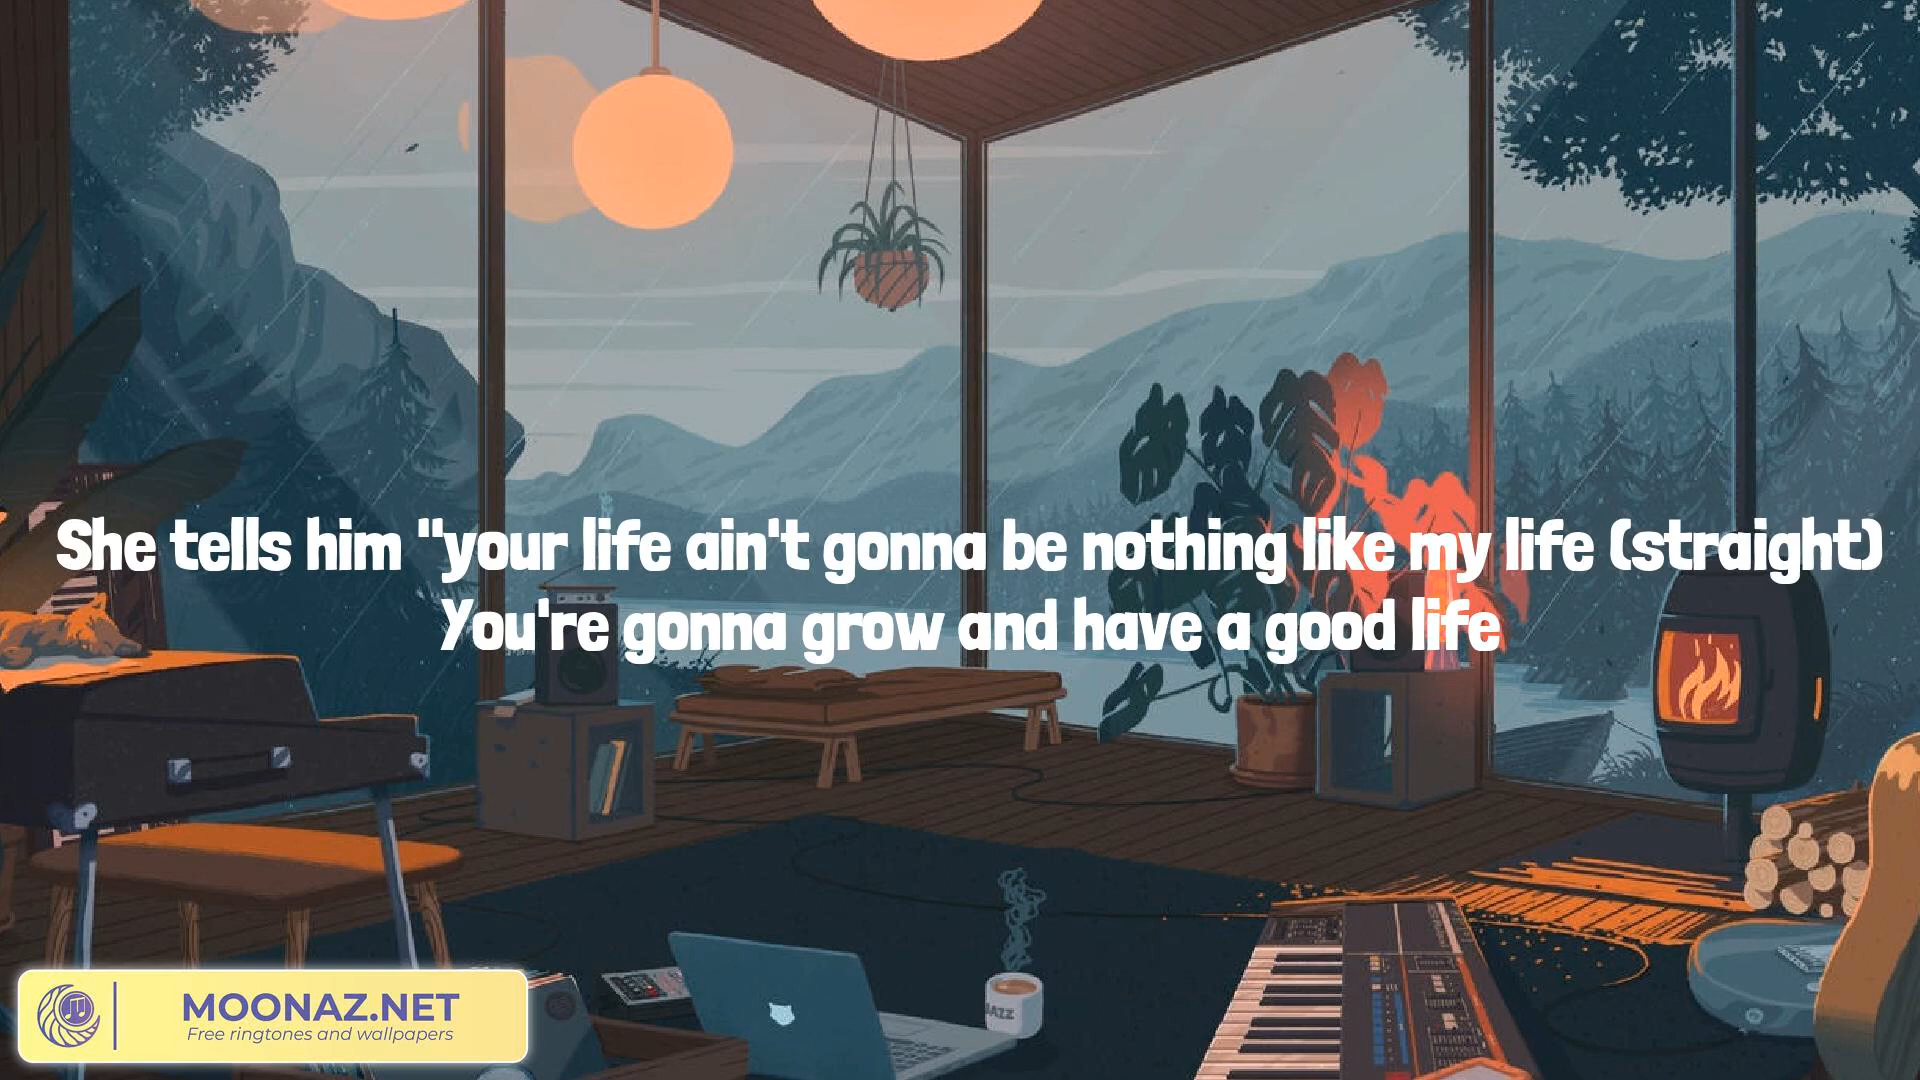 She tells him "your life ain't gonna be nothing like my life (straight)
You're gonna grow and have a good life
MOONAZ.NET
Free ringtones and wallpapers
JAZZ